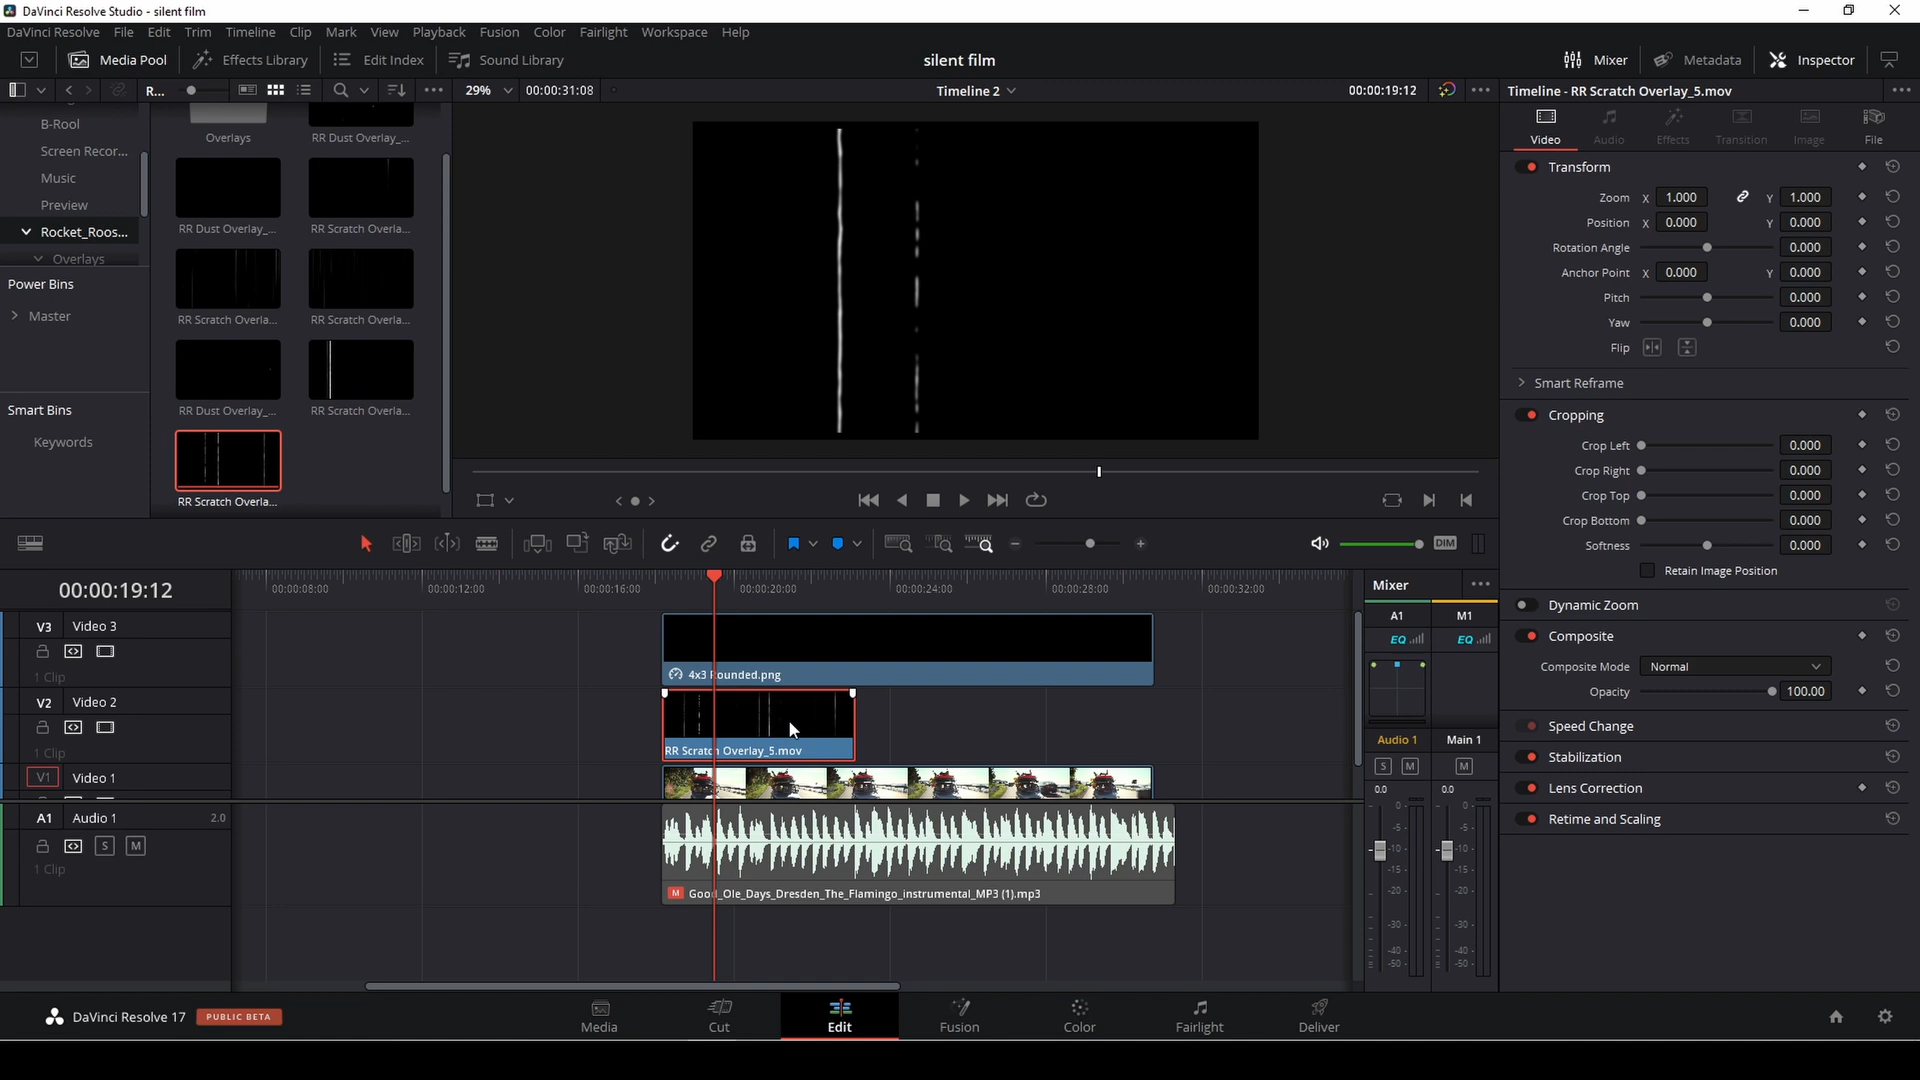 DaVinci Resolve Studio - silent film
DaVinci Resolve File Edit Trim Timeline Clip Mark View Playback Fusion Color Fairlight Workspace Help
Media Pool Effects Library Edit Index Sound Library silent film Mixer Metadata Inspector
R... 29% 00:00:31:08 Timeline 2 00:00:19:12 Timeline - RR Scratch Overlay_5.mov
Video Audio Effects Transition Image File
B-Rool
Screen Recor...
Music
Preview
Rocket_Roos...
Overlays
Power Bins
Master
Smart Bins
Keywords
Overlays RR Dust Overlay_...
RR Dust Overlay_... RR Scratch Overla...
RR Scratch Overla... RR Scratch Overla...
RR Dust Overlay_... RR Scratch Overla...
RR Scratch Overla...
Transform
Zoom X 1.000 Y 1.000
Position X 0.000 Y 0.000
Rotation Angle 0.000
Anchor Point X 0.000 Y 0.000
Pitch 0.000
Yaw 0.000
Flip
Smart Reframe
Cropping
Crop Left 0.000
Crop Right 0.000
Crop Top 0.000
Crop Bottom 0.000
Softness 0.000
Retain Image Position
Dynamic Zoom
Composite
Composite Mode Normal
Opacity 100.00
Speed Change
Stabilization
Lens Correction
Retime and Scaling
DIM
00:00:19:12
00:00:08:00 00:00:12:00 00:00:16:00 00:00:20:00 00:00:24:00 00:00:28:00 00:00:32:00
V3 Video 3
1 Clip
4x3 Rounded.png
V2 Video 2
1 Clip
RR Scratch Overlay_5.mov
V1 Video 1
A1 Audio 1 2.0
S M
1 Clip
M Good_Ole_Days_Dresden_The_Flamingo_instrumental_MP3 (1).mp3
Mixer
A1 M1
EQ EQ
Audio 1 Main 1
S M M
0.0 0.0
0- 0-
-5- -5-
-10- -10-
-15- -15-
-20- -20-
-30- -30-
-40- -40-
-50- -50-
DaVinci Resolve 17 PUBLIC BETA
Media Cut Edit Fusion Color Fairlight Deliver